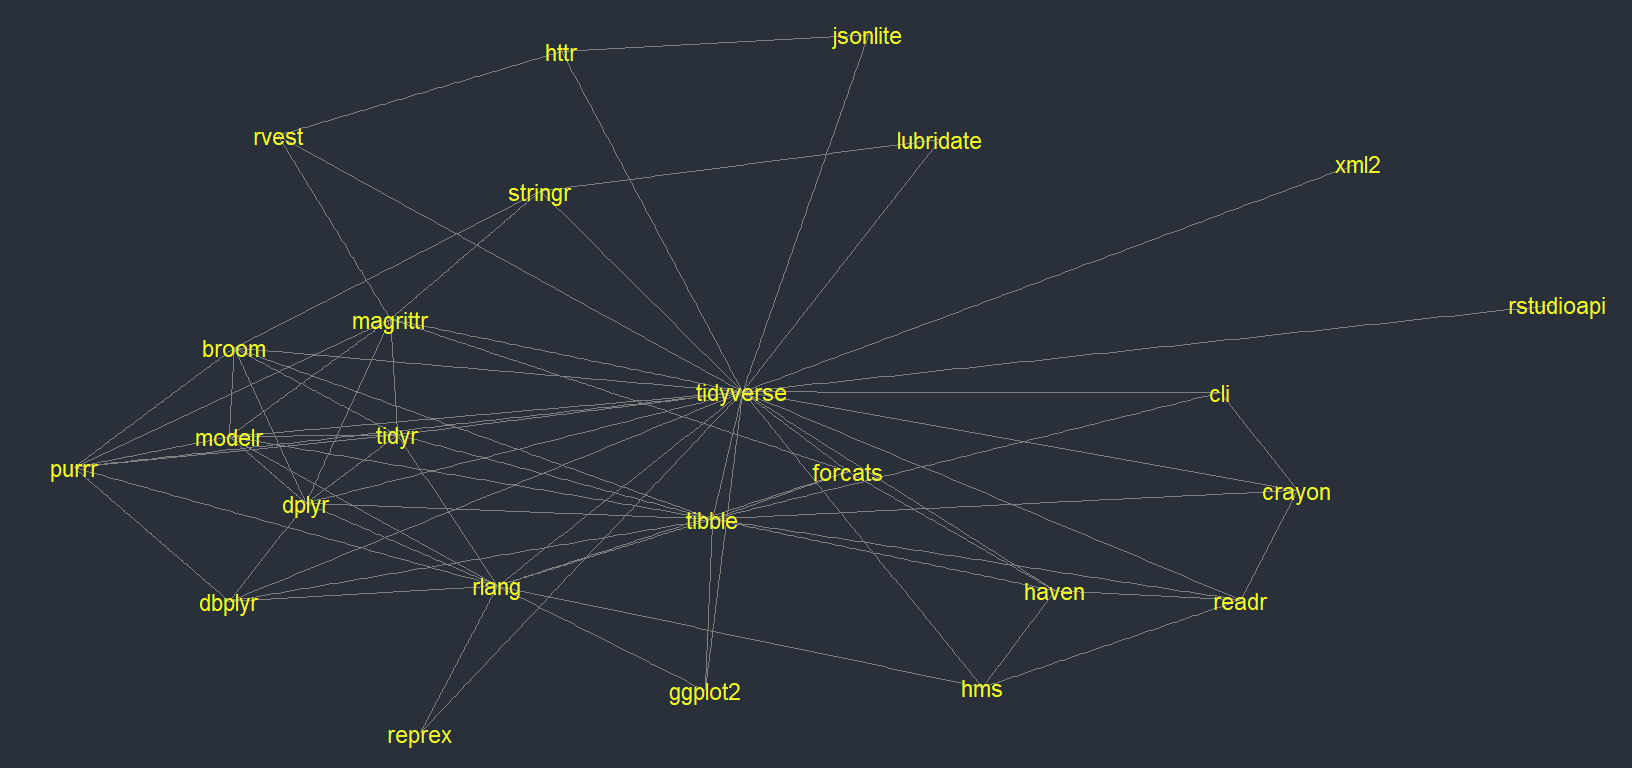 jsonlite
httr
rvest
lubridate
xml2
stringr
rstudioapi
magrittr
broom
tidyverse
cli
modelr
tidyr
purrr
forcats
crayon
dplyr
tibble
rlang
haven
dbplyr
readr
ggplot2
hms
reprex